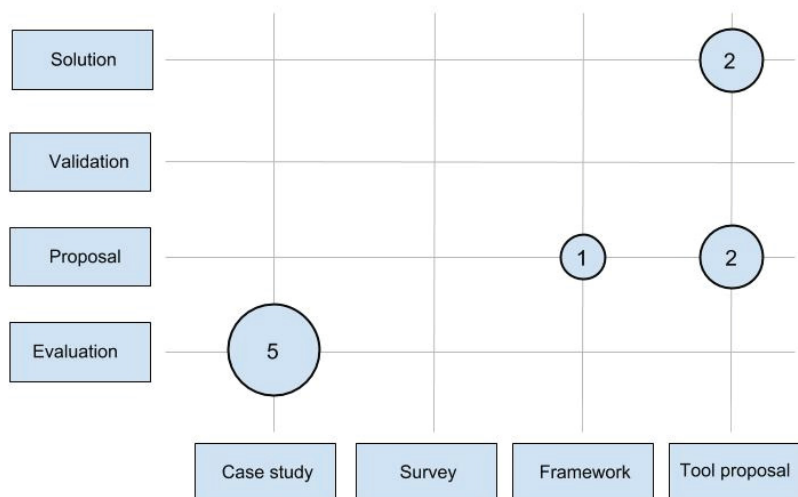 Solution
2
Validation
Proposal
1
2
Evaluation
5
Case study
Survey
Framework
Tool proposal